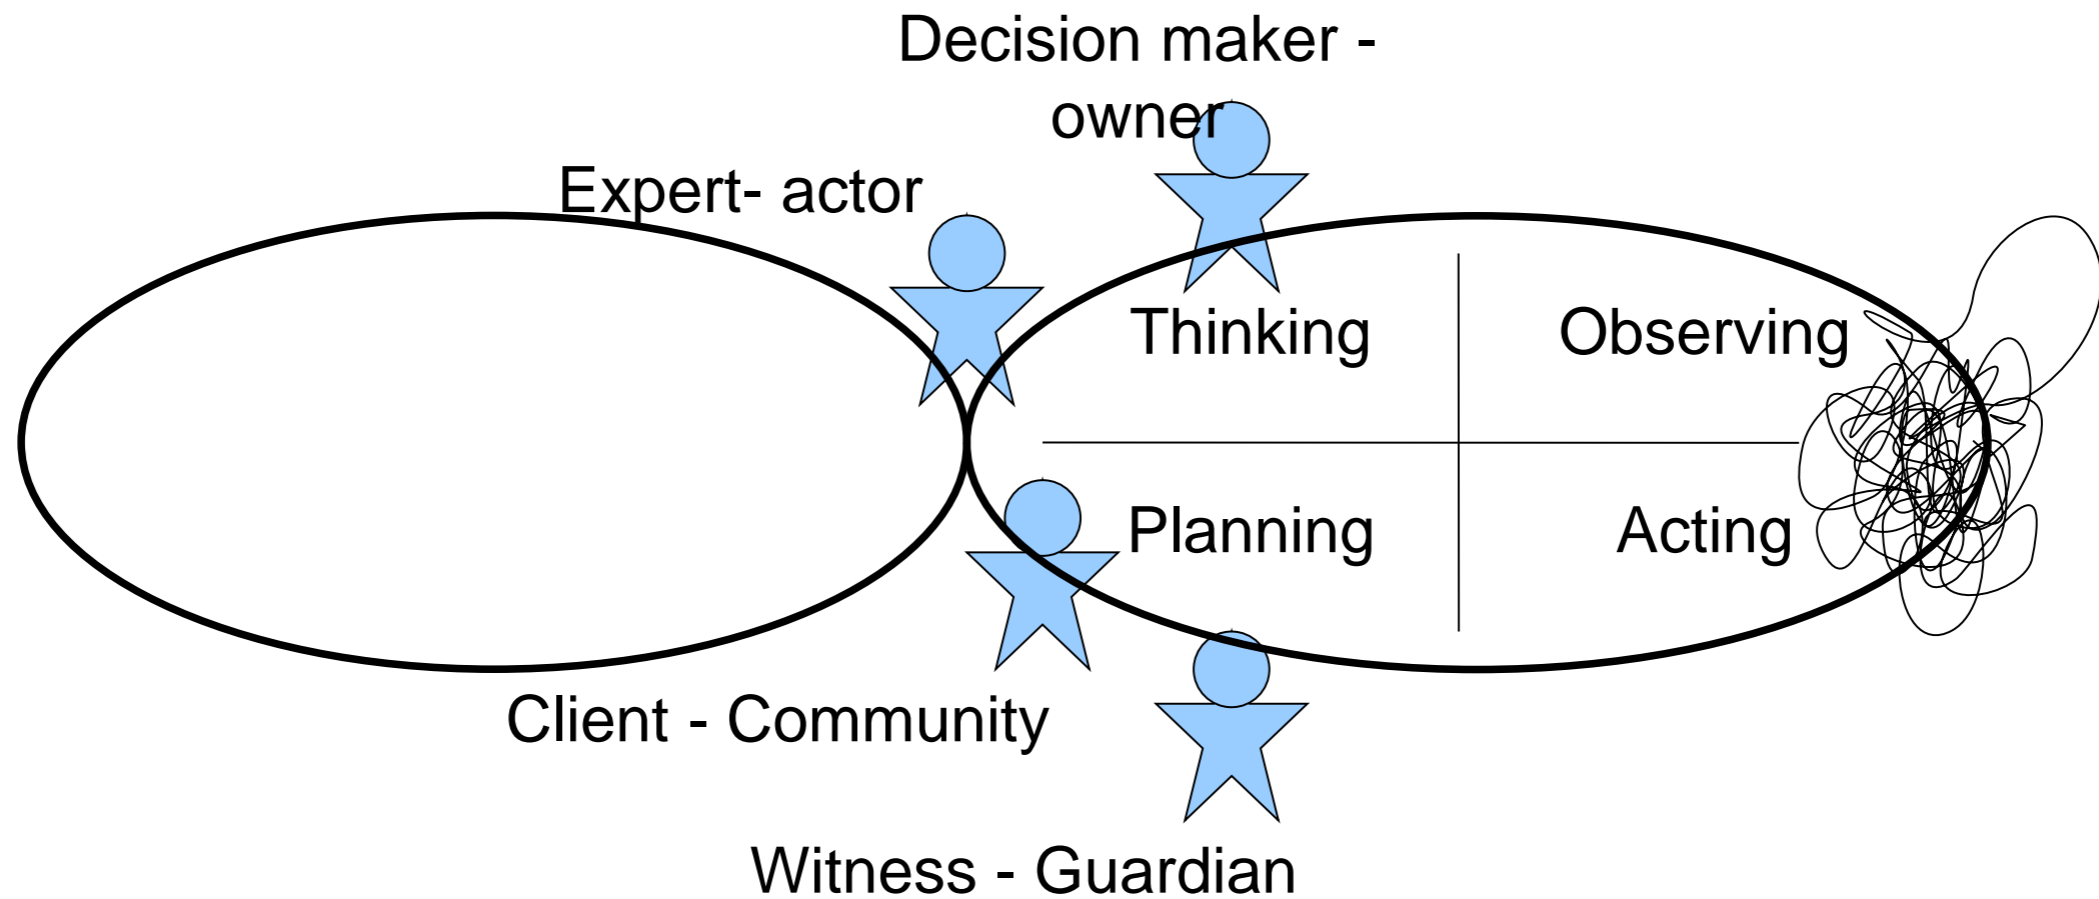 Decision maker -
owner
Expert- actor
Thinking
Observing
Planning
Acting
Client - Community
Witness - Guardian